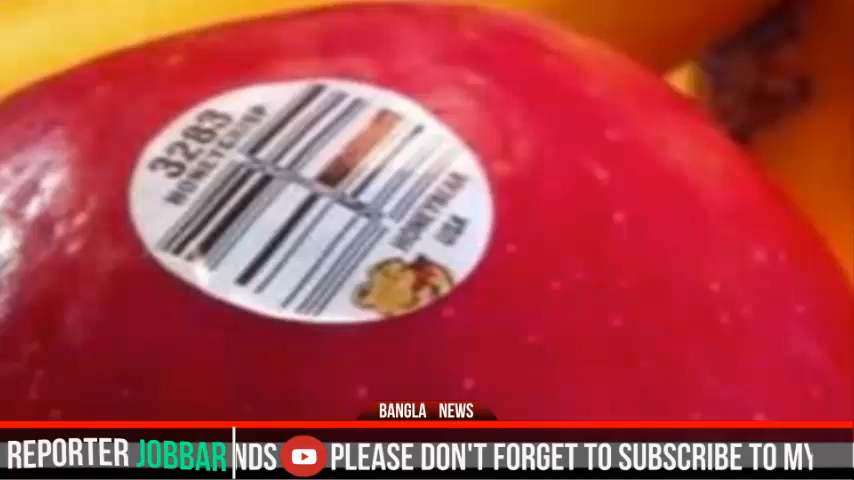 3283
HONEYCRISP
HONEYBEAR
USA
BANGLA NEWS
REPORTER JOBBAR
NDS PLEASE DON'T FORGET TO SUBSCRIBE TO MY